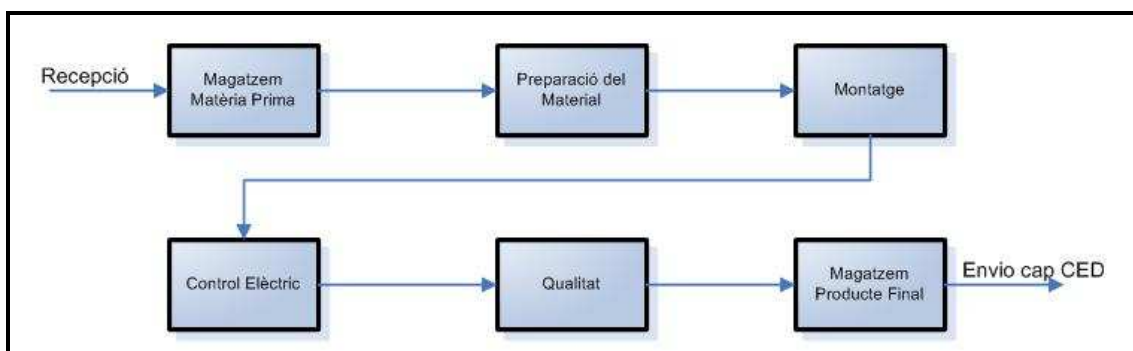 Recepció
Magatzem
Matèria Prima
Preparació del
Material
Montatge
Control Elèctric
Qualitat
Magatzem
Producte Final
Envio cap CED